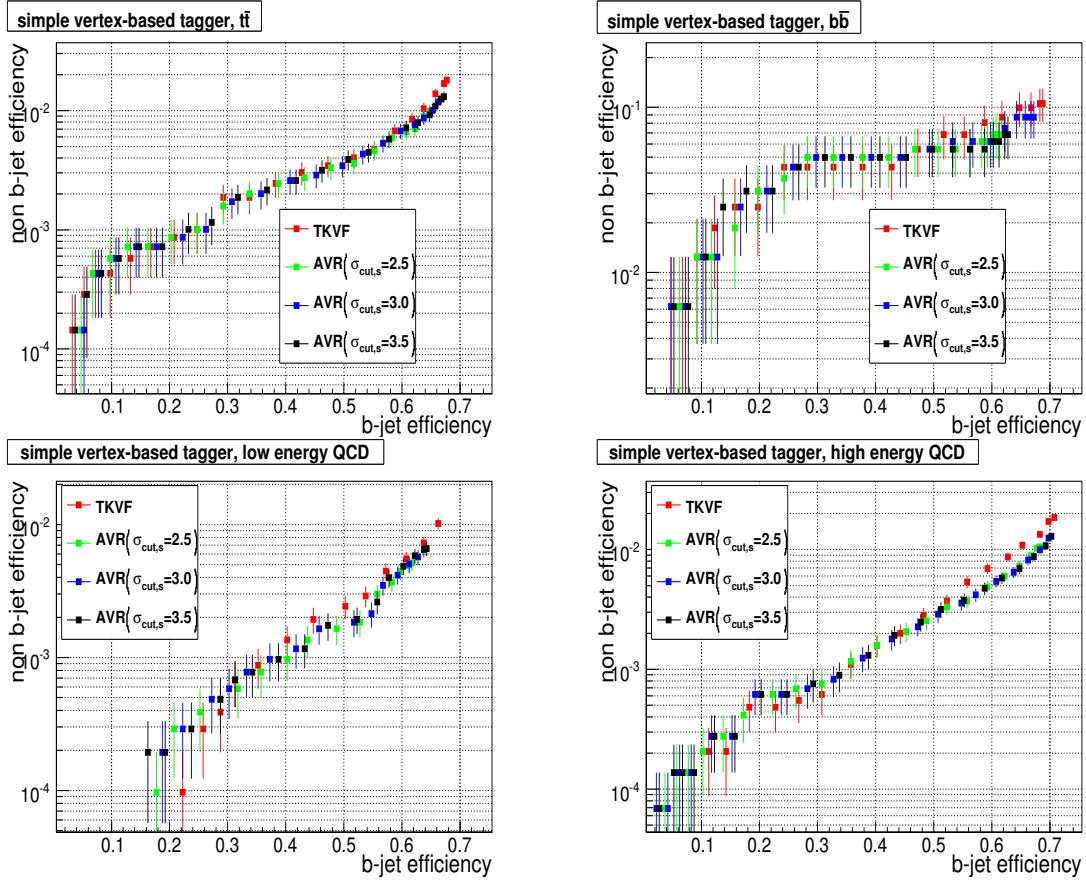 simple vertex-based tagger, tt̄
non b-jet efficiency
10⁻²
10⁻³
10⁻⁴
TKVF
AVR(σcut,s=2.5)
AVR(σcut,s=3.0)
AVR(σcut,s=3.5)
0.1 0.2 0.3 0.4 0.5 0.6 0.7
b-jet efficiency
simple vertex-based tagger, bb̄
non b-jet efficiency
10⁻¹
10⁻²
TKVF
AVR(σcut,s=2.5)
AVR(σcut,s=3.0)
AVR(σcut,s=3.5)
0.1 0.2 0.3 0.4 0.5 0.6 0.7
b-jet efficiency
simple vertex-based tagger, low energy QCD
non b-jet efficiency
10⁻²
10⁻³
10⁻⁴
TKVF
AVR(σcut,s=2.5)
AVR(σcut,s=3.0)
AVR(σcut,s=3.5)
0.1 0.2 0.3 0.4 0.5 0.6 0.7
b-jet efficiency
simple vertex-based tagger, high energy QCD
non b-jet efficiency
10⁻²
10⁻³
10⁻⁴
TKVF
AVR(σcut,s=2.5)
AVR(σcut,s=3.0)
AVR(σcut,s=3.5)
0.1 0.2 0.3 0.4 0.5 0.6 0.7
b-jet efficiency